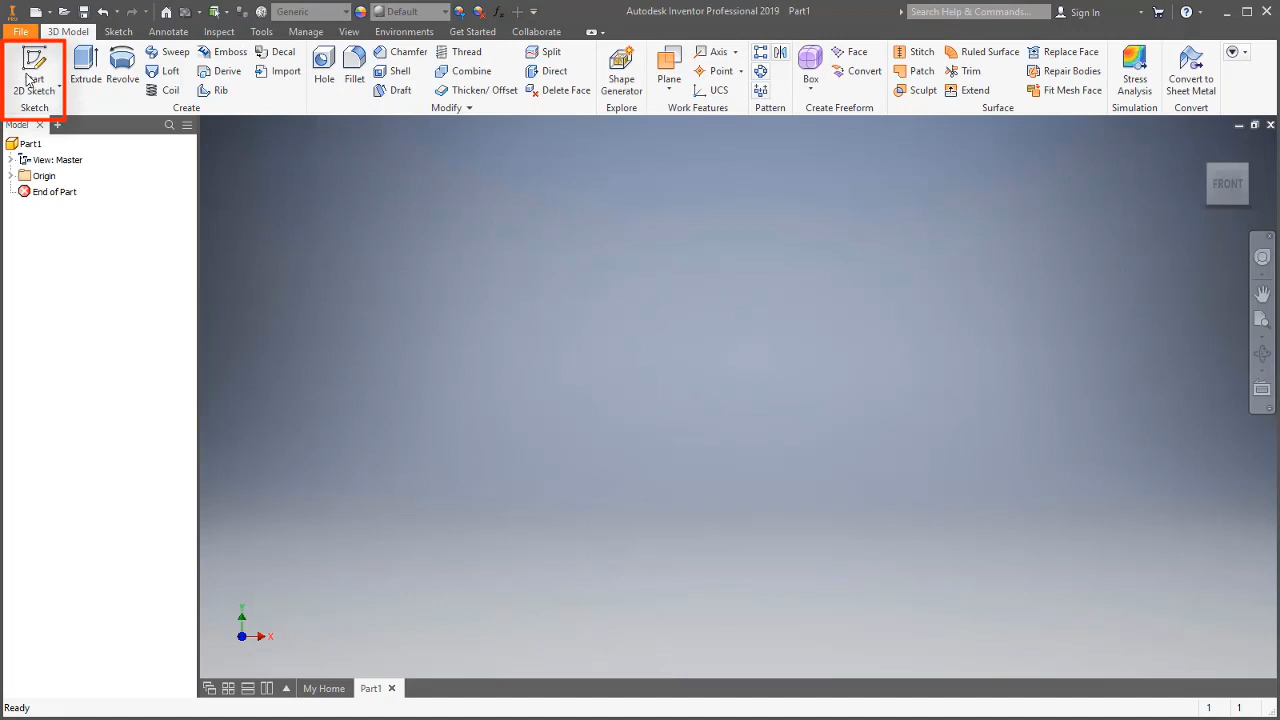 Generic Default Autodesk Inventor Professional 2019 Part1 Search Help & Commands... Sign In
File 3D Model Sketch Annotate Inspect Tools Manage View Environments Get Started Collaborate
2D Sketch
Sketch
Extrude Revolve
Sweep Emboss Decal
Loft Derive Import
Coil Rib
Create
Hole Fillet
Chamfer Thread Split
Shell Combine Direct
Draft Thicken/ Offset Delete Face
Modify
Shape
Generator
Explore
Plane
Axis
Point
UCS
Work Features
Pattern
Box
Face
Convert
Create Freeform
Stitch Ruled Surface Replace Face
Patch Trim Repair Bodies
Sculpt Extend Fit Mesh Face
Surface
Stress
Analysis
Simulation
Convert to
Sheet Metal
Convert
Model
Part1
View: Master
Origin
End of Part
FRONT
Y
X
My Home Part1
Ready 1 1